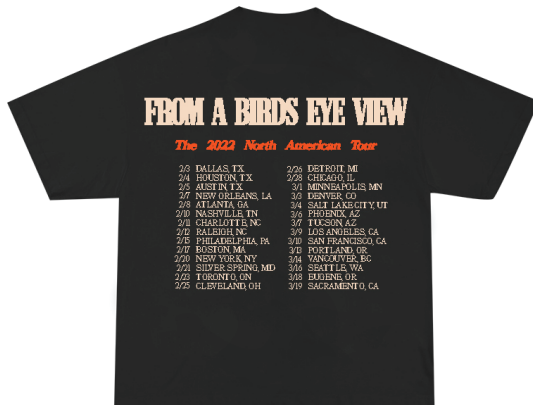 FROM A BIRDS EYE VIEW
The 2022 North American Tour
2/3 DALLAS, TX
2/4 HOUSTON, TX
2/5 AUSTIN, TX
2/7 NEW ORLEANS, LA
2/8 ATLANTA, GA
2/10 NASHVILLE, TN
2/11 CHARLOTTE, NC
2/12 RALEIGH, NC
2/15 PHILADELPHIA, PA
2/17 BOSTON, MA
2/20 NEW YORK, NY
2/21 SILVER SPRING, MD
2/23 TORONTO, ON
2/25 CLEVELAND, OH
2/26 DETROIT, MI
2/28 CHICAGO, IL
3/1 MINNEAPOLIS, MN
3/3 DENVER, CO
3/4 SALT LAKE CITY, UT
3/6 PHOENIX, AZ
3/7 TUCSON, AZ
3/9 LOS ANGELES, CA
3/10 SAN FRANCISCO, CA
3/13 PORTLAND, OR
3/14 VANCOUVER, BC
3/16 SEATTLE, WA
3/18 EUGENE, OR
3/19 SACRAMENTO, CA